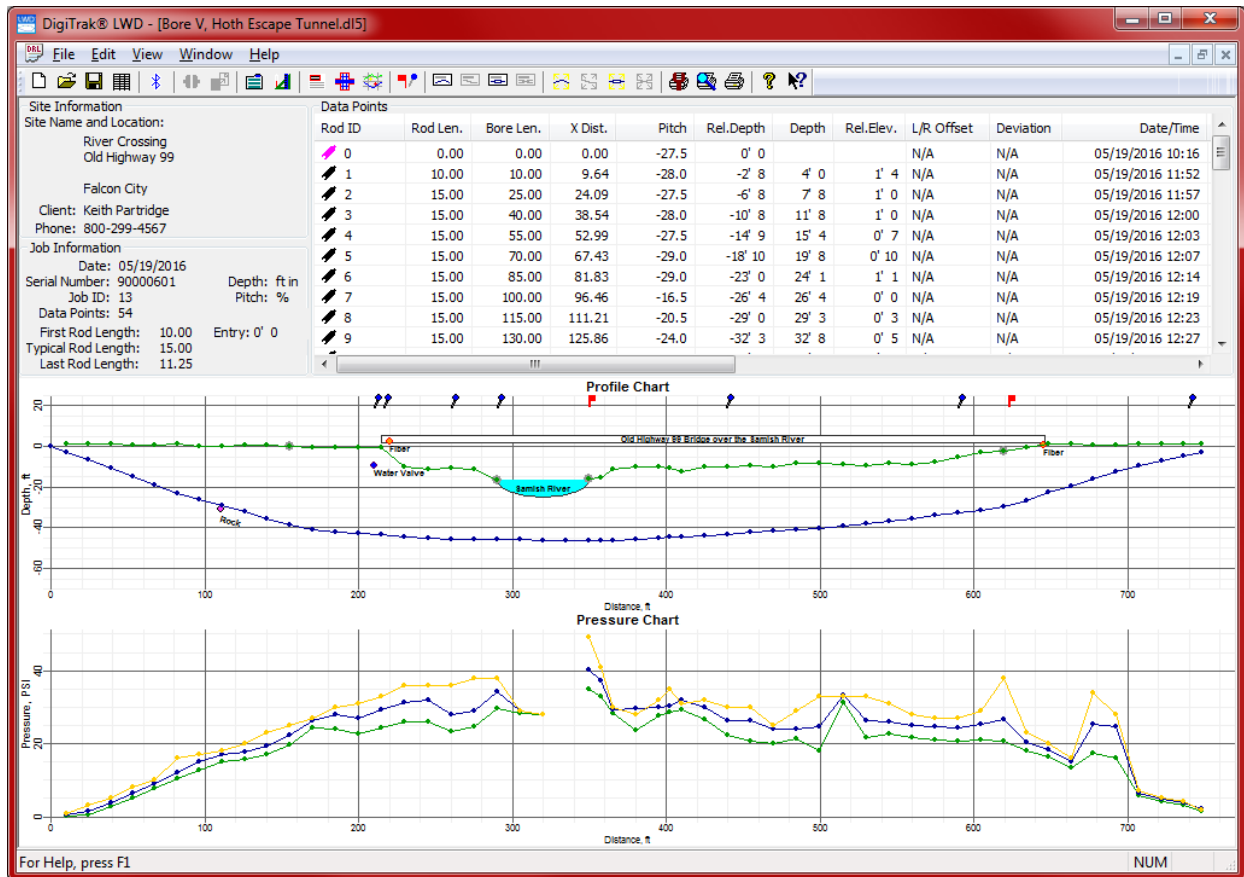 DigiTrak® LWD - [Bore V, Hoth Escape Tunnel.dl5]
File Edit View Window Help
Site Information
Site Name and Location:
River Crossing
Old Highway 99
Falcon City
Client: Keith Partridge
Phone: 800-299-4567
Job Information
Date: 05/19/2016
Serial Number: 90000601 Depth: ft in
Job ID: 13 Pitch: %
Data Points: 54
First Rod Length: 10.00 Entry: 0' 0
Typical Rod Length: 15.00
Last Rod Length: 11.25
Data Points
Rod ID Rod Len. Bore Len. X Dist. Pitch Rel.Depth Depth Rel.Elev. L/R Offset Deviation Date/Time
0 0.00 0.00 0.00 -27.5 0' 0 N/A N/A 05/19/2016 10:16
1 10.00 10.00 9.64 -28.0 -2' 8 4' 0 1' 4 N/A N/A 05/19/2016 11:52
2 15.00 25.00 24.09 -27.5 -6' 8 7' 8 1' 0 N/A N/A 05/19/2016 11:57
3 15.00 40.00 38.54 -28.0 -10' 8 11' 8 1' 0 N/A N/A 05/19/2016 12:00
4 15.00 55.00 52.99 -27.5 -14' 9 15' 4 0' 7 N/A N/A 05/19/2016 12:03
5 15.00 70.00 67.43 -29.0 -18' 10 19' 8 0' 10 N/A N/A 05/19/2016 12:07
6 15.00 85.00 81.83 -29.0 -23' 0 24' 1 1' 1 N/A N/A 05/19/2016 12:14
7 15.00 100.00 96.46 -16.5 -26' 4 26' 4 0' 0 N/A N/A 05/19/2016 12:19
8 15.00 115.00 111.21 -20.5 -29' 0 29' 3 0' 3 N/A N/A 05/19/2016 12:23
9 15.00 130.00 125.86 -24.0 -32' 3 32' 8 0' 5 N/A N/A 05/19/2016 12:27
Profile Chart
Depth, ft
20
0
-20
-40
-60
Old Highway 99 Bridge over the Samish River
Fiber
Fiber
Water Valve
Samish River
Rock
0 100 200 300 400 500 600 700
Distance, ft
Pressure Chart
Pressure, PSI
40
20
0
0 100 200 300 400 500 600 700
Distance, ft
For Help, press F1
NUM